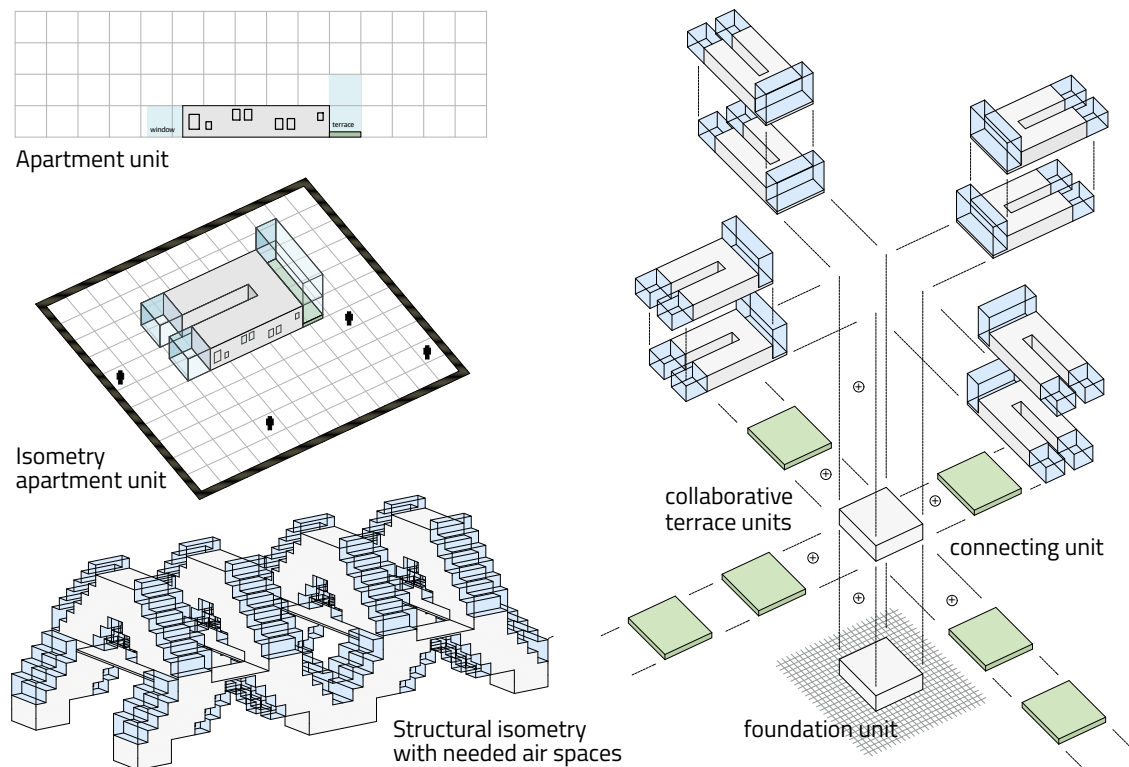 window
terrace
Apartment unit
Isometry
apartment unit
Structural isometry
with needed air spaces
collaborative
terrace units
connecting unit
foundation unit